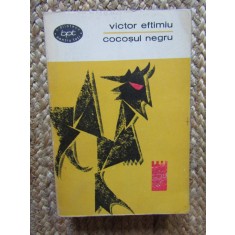 victor eftimiu
bpt
cocoșul negru